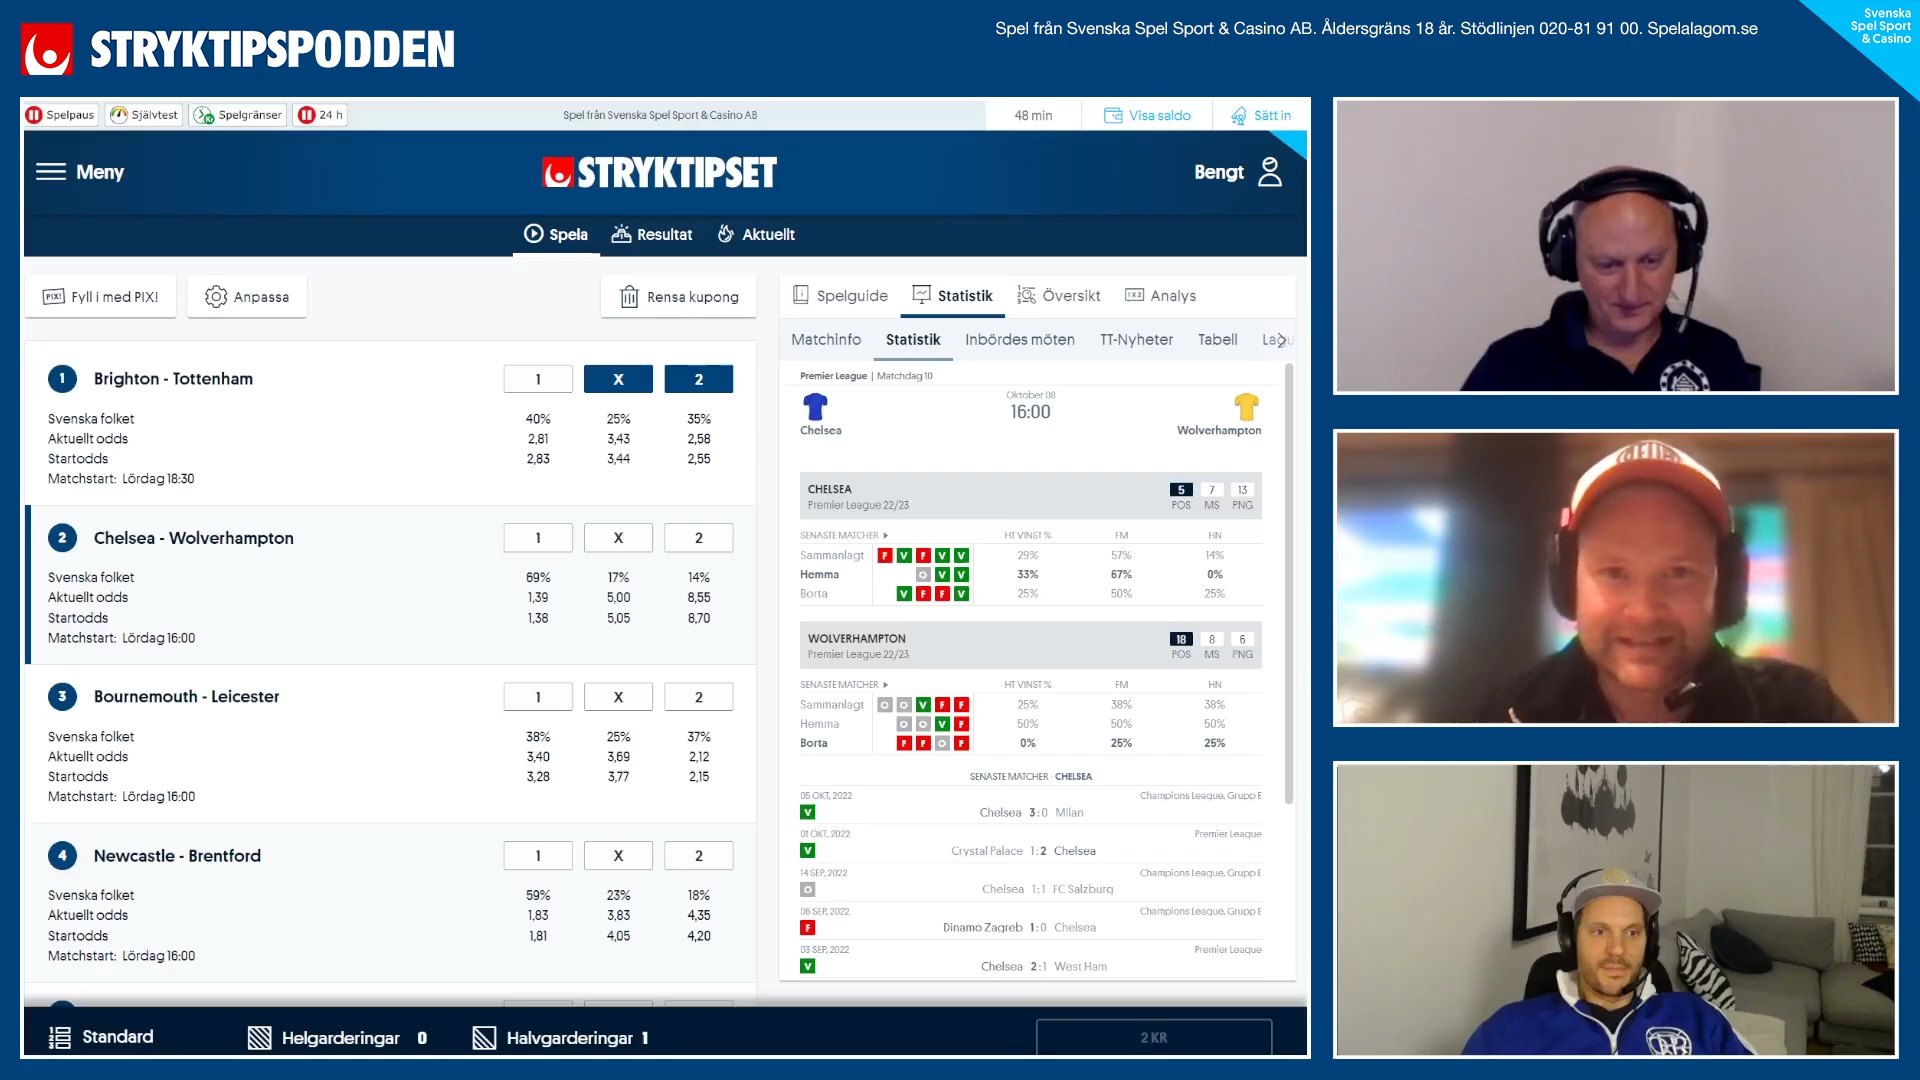 STRYKTIPSPODDEN
Spel från Svenska Spel Sport & Casino AB. Åldersgräns 18 år. Stödlinjen 020-81 91 00. Spelalagom.se
Svenska
Spel Sport
& Casino
Spelpaus
Självtest
Spelgränser
24 h
Spel från Svenska Spel Sport & Casino AB
48 min
Visa saldo
Sätt in
Meny
STRYKTIPSET
Bengt
Spela
Resultat
Aktuellt
PIX! Fyll i med PIX!
Anpassa
Rensa kupong
1 Brighton - Tottenham 1 X 2
Svenska folket 40% 25% 35%
Aktuellt odds 2,81 3,43 2,58
Startodds 2,83 3,44 2,55
Matchstart: Lördag 18:30
2 Chelsea - Wolverhampton 1 X 2
Svenska folket 69% 17% 14%
Aktuellt odds 1,39 5,00 8,55
Startodds 1,38 5,05 8,70
Matchstart: Lördag 16:00
3 Bournemouth - Leicester 1 X 2
Svenska folket 38% 25% 37%
Aktuellt odds 3,40 3,69 2,12
Startodds 3,28 3,77 2,15
Matchstart: Lördag 16:00
4 Newcastle - Brentford 1 X 2
Svenska folket 59% 23% 18%
Aktuellt odds 1,83 3,83 4,35
Startodds 1,81 4,05 4,20
Matchstart: Lördag 16:00
Spelguide
Statistik
Översikt
1X2 Analys
Matchinfo Statistik Inbördes möten TT-Nyheter Tabell
Premier League | Matchdag 10
Oktober 08
16:00
Chelsea
Wolverhampton
CHELSEA 5 7 13
Premier League 22/23 POS MS PNG
SENASTE MATCHER HT VINST % FM HN
Sammanlagt F V F V V 29% 57% 14%
Hemma O V V 33% 67% 0%
Borta V F F V 25% 50% 25%
WOLVERHAMPTON 18 8 6
Premier League 22/23 POS MS PNG
SENASTE MATCHER HT VINST % FM HN
Sammanlagt O O V F F 25% 38% 38%
Hemma O O V F 50% 50% 50%
Borta F F O F 0% 25% 25%
SENASTE MATCHER - CHELSEA
05 OKT, 2022 Champions League, Grupp E
V Chelsea 3:0 Milan
01 OKT, 2022 Premier League
V Crystal Palace 1:2 Chelsea
14 SEP, 2022 Champions League, Grupp E
O Chelsea 1:1 FC Salzburg
06 SEP, 2022 Champions League, Grupp E
F Dinamo Zagreb 1:0 Chelsea
03 SEP, 2022 Premier League
V Chelsea 2:1 West Ham
Standard
Helgarderingar 0
Halvgarderingar 1
2 KR